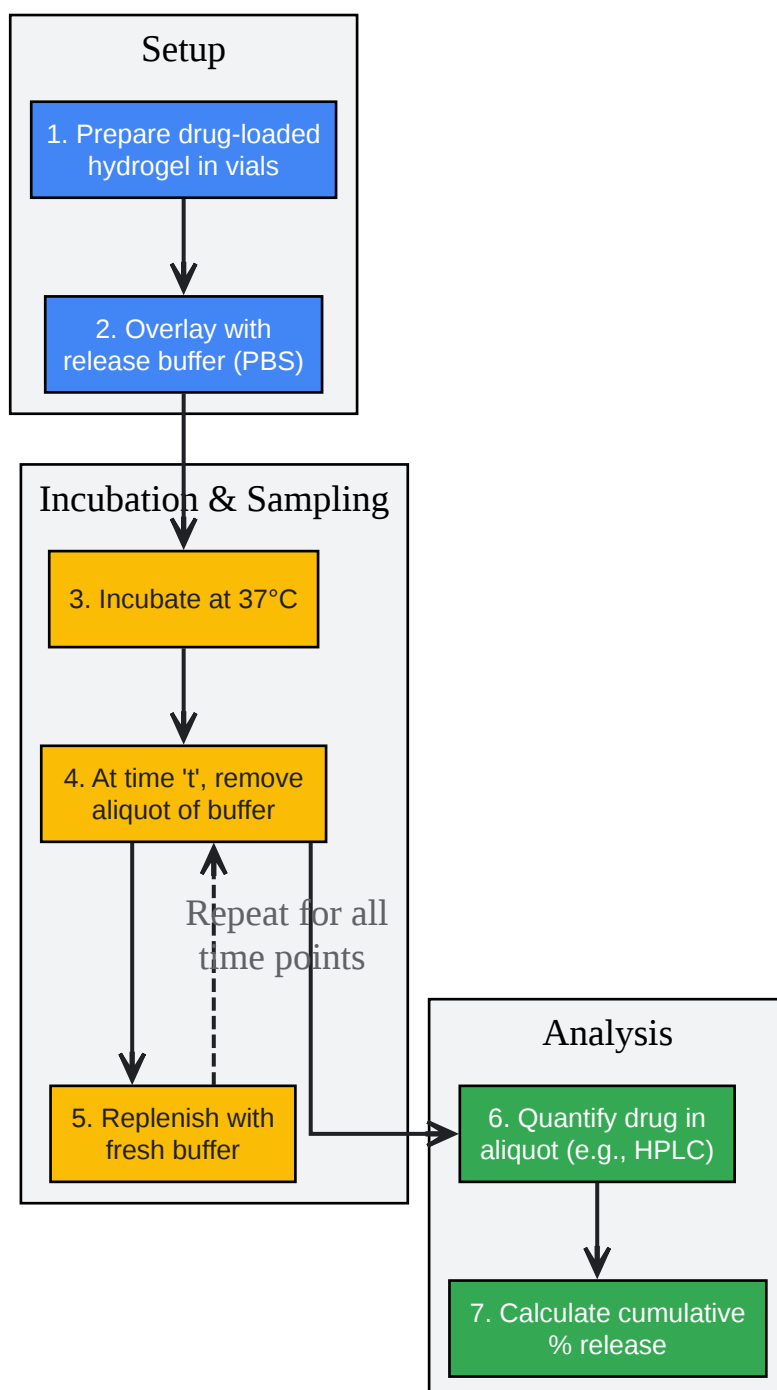 Setup
1. Prepare drug-loaded
hydrogel in vials
2. Overlay with
release buffer (PBS)
Incubation & Sampling
3. Incubate at 37°C
4. At time 't', remove
aliquot of buffer
Repeat for all
time points
5. Replenish with
fresh buffer
Analysis
6. Quantify drug in
aliquot (e.g., HPLC)
7. Calculate cumulative
% release